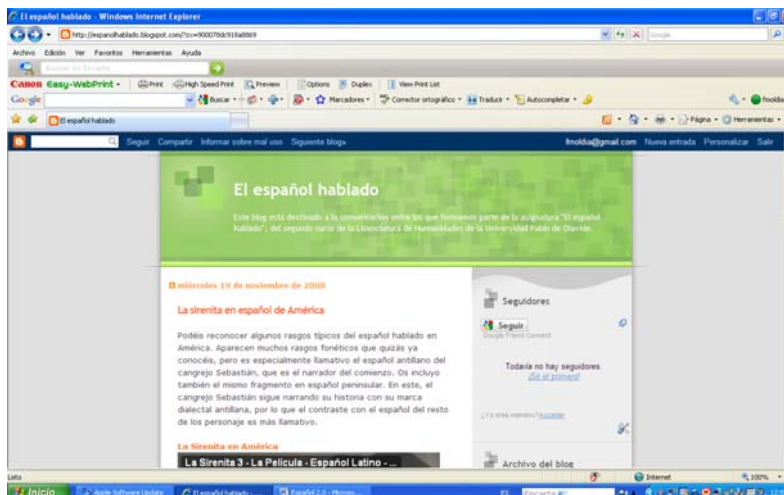 El español hablado - Windows Internet Explorer
Archivo Edición Ver Favoritos Herramientas Ayuda
Buscar en Encarta
Canon Easy-WebPrint Print High Speed Print Preview Options Duplex View Print List
Google Buscar Marcadores Corrector ortográfico Traducir Autocompletar
El español hablado Página Herramientas
Seguir Compartir Informar sobre mal uso Siguiente blog» fmoldia@gmail.com Nueva entrada Personalizar Salir
El español hablado
Este blog está destinado a la comunicación entre los que formamos parte de la asignatura "El español
hablado", del segundo curso de la Licenciatura de Humanidades de la Universidad Pablo de Olavide.
miércoles 19 de noviembre de 2008
La sirenita en español de América
Podéis reconocer algunos rasgos típicos del español hablado en
América. Aparecen muchos rasgos fonéticos que quizás ya
conocéis, pero es especialmente llamativo el español antillano del
cangrejo Sebastián, que es el narrador del comienzo. Os incluyo
también el mismo fragmento en español peninsular. En este, el
cangrejo Sebastián sigue narrando su historia con su marca
dialectal antillana, por lo que el contraste con el español del resto
de los personaje es más llamativo.
La Sirenita en América
La Sirenita 3 - La Película - Español Latino - ...
Seguidores
Seguir
Google Friend Connect
Todavía no hay seguidores
¡Sé el primero!
¿Ya eres miembro? Acceder
Archivo del blog
Listo Internet 100%
Inicio Apple Software Update El español hablado - ... Español 2.0 - Micros... ES Encarta